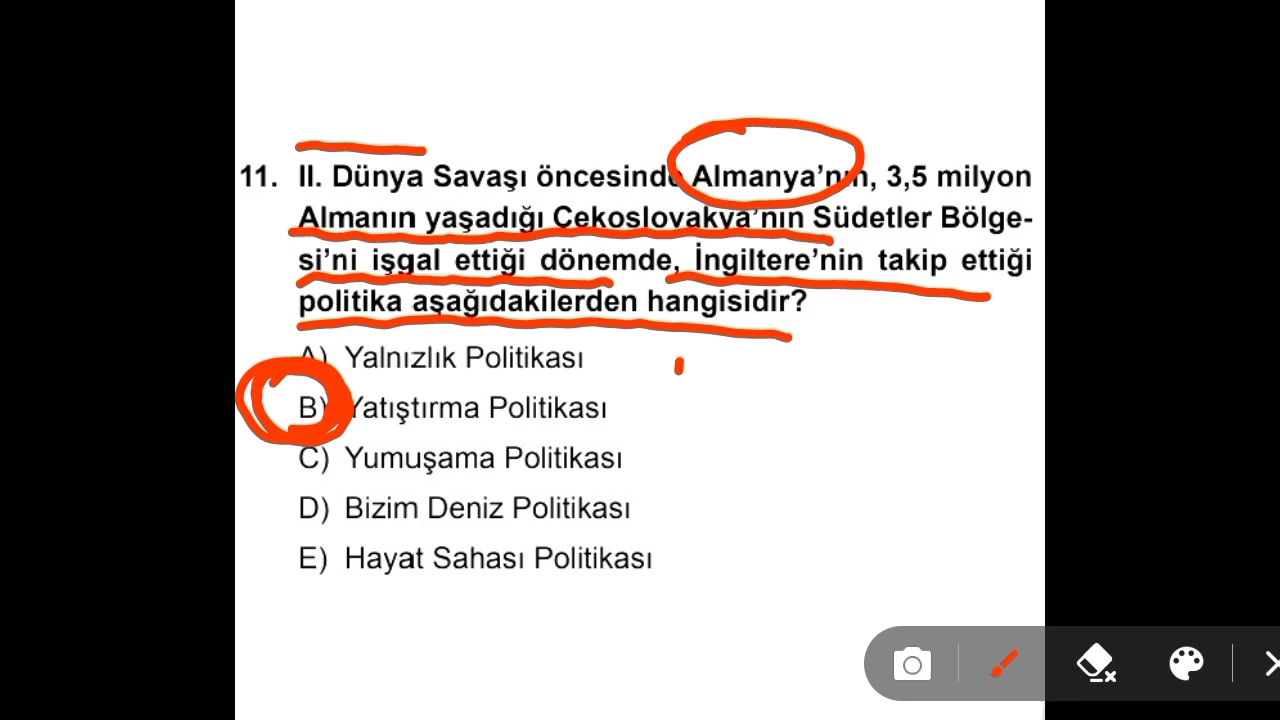 11. II. Dünya Savaşı öncesinde Almanya’nın, 3,5 milyon
Almanın yaşadığı Çekoslovakya’nın Südetler Bölge-
si’ni işgal ettiği dönemde, İngiltere’nin takip ettiği
politika aşağıdakilerden hangisidir?
A) Yalnızlık Politikası
B) Yatıştırma Politikası
C) Yumuşama Politikası
D) Bizim Deniz Politikası
E) Hayat Sahası Politikası